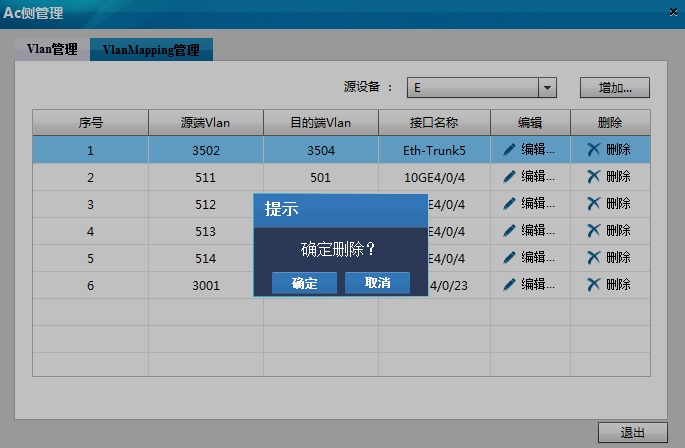 Ac侧管理
Vlan管理 VlanMapping管理
源设备 : E 增加...
序号 源端Vlan 目的端Vlan 接口名称 编辑 删除
1 3502 3504 Eth-Trunk5 编辑... 删除
2 511 501 10GE4/0/4 编辑... 删除
3 512 E4/0/4 编辑... 删除
4 513 E4/0/4 编辑... 删除
5 514 E4/0/4 编辑... 删除
6 3001 4/0/23 编辑... 删除
提示
确定删除？
确定 取消
退出